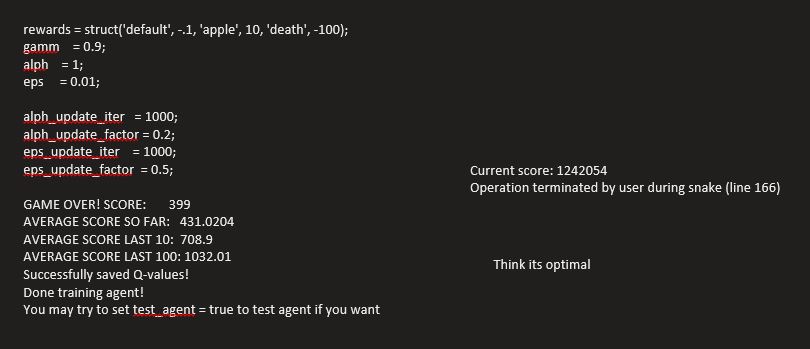 rewards = struct('default', -.1, 'apple', 10, 'death', -100);
gamm = 0.9;
alph = 1;
eps = 0.01;
alph_update_iter = 1000;
alph_update_factor = 0.2;
eps_update_iter = 1000;
eps_update_factor = 0.5;
GAME OVER! SCORE: 399
AVERAGE SCORE SO FAR: 431.0204
AVERAGE SCORE LAST 10: 708.9
AVERAGE SCORE LAST 100: 1032.01
Successfully saved Q-values!
Done training agent!
You may try to set test_agent = true to test agent if you want
Current score: 1242054
Operation terminated by user during snake (line 166)
Think its optimal